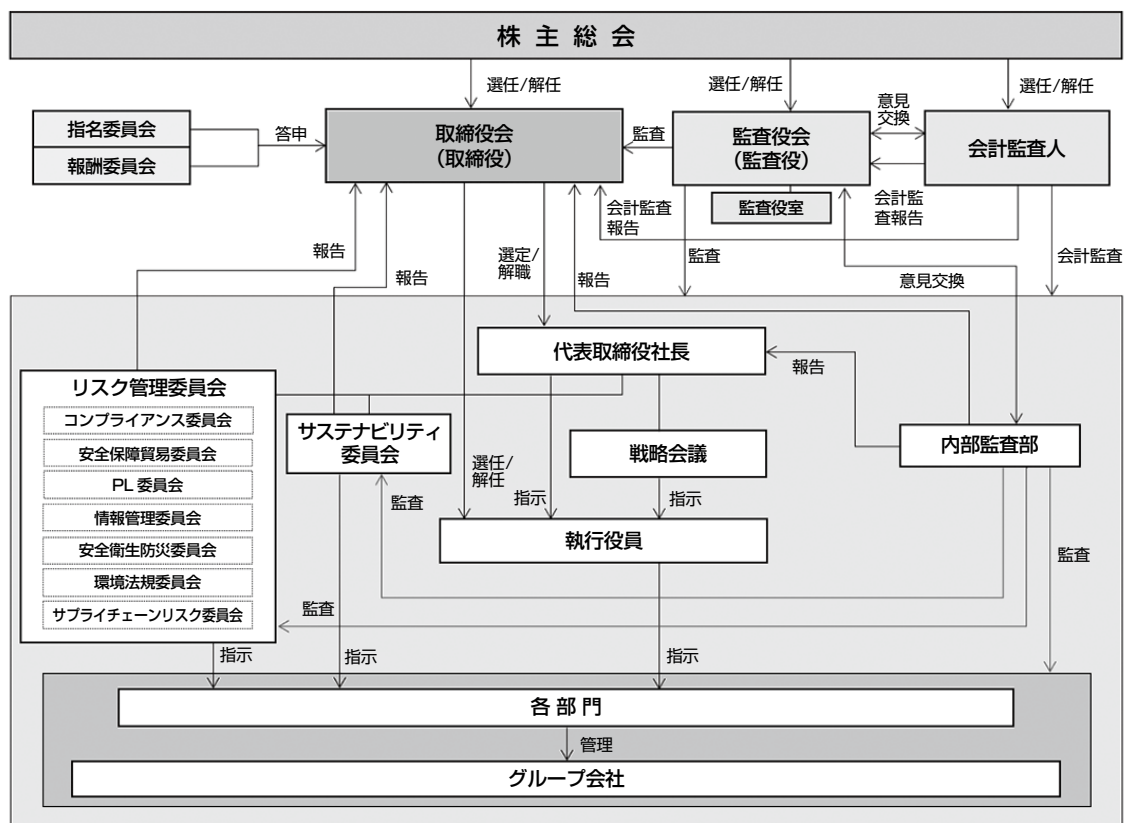 株主総会
選任/解任
選任/解任
選任/解任
指名委員会
報酬委員会
答申
取締役会
（取締役）
監査
監査役会
（監査役）
監査役室
意見
交換
会計監査人
会計監
査報告
会計監査
報告
報告
報告
選定/
解職
報告
監査
意見交換
会計監査
代表取締役社長
報告
リスク管理委員会
コンプライアンス委員会
安全保障貿易委員会
PL 委員会
情報管理委員会
安全衛生防災委員会
環境法規委員会
サプライチェーンリスク委員会
サステナビリティ
委員会
戦略会議
内部監査部
選任/
解任
監査
指示
指示
執行役員
監査
監査
指示
指示
指示
各部門
管理
グループ会社